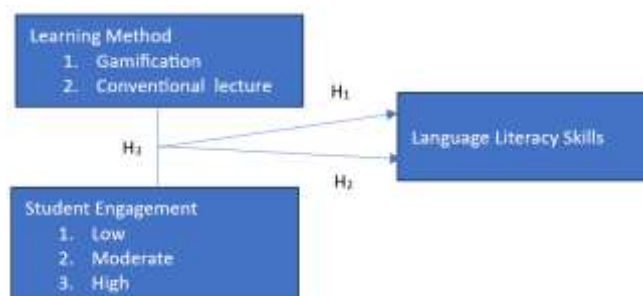 Learning Method
1. Gamification
2. Conventional lecture
H₁
Language Literacy Skills
H₃
H₂
Student Engagement
1. Low
2. Moderate
3. High